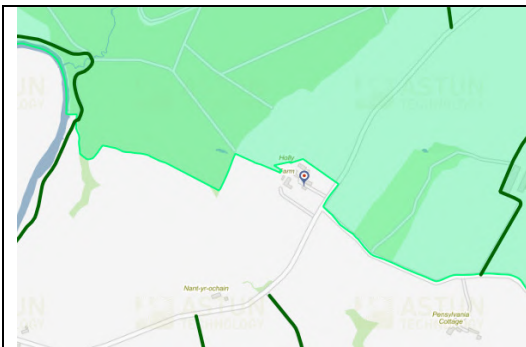 ASTUN
TECHNOLOGY
ASTUN
TECHNOLOGY
Holly
Farm
Nant-yr-ochain
ASTUN
TECHNOLOGY
ASTUN
TECHNOLOGY
Pensylvania
Cottage